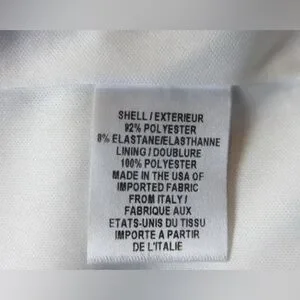 SHELL / EXTERIEUR
92% POLYESTER
8% ELASTANE/ELASTHANNE
LINING / DOUBLURE
100% POLYESTER
MADE IN THE USA OF
IMPORTED FABRIC
FROM ITALY /
FABRIQUE AUX
ETATS-UNIS DU TISSU
IMPORTE A PARTIR
DE L'ITALIE